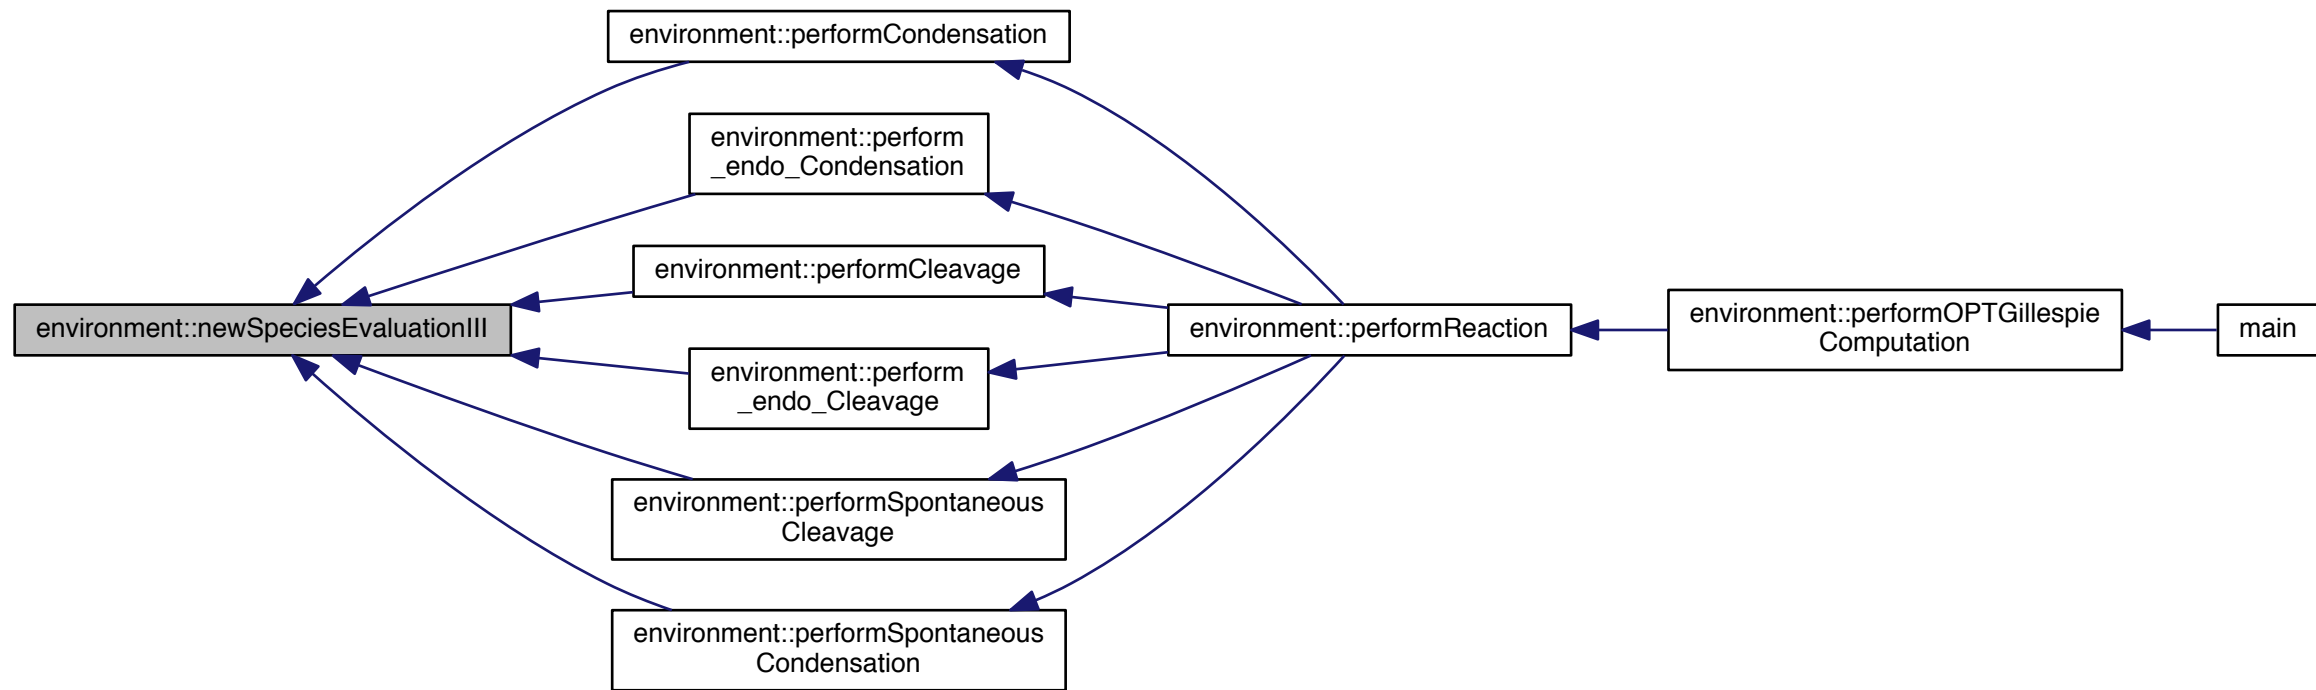 environment::performCondensation
environment::perform
_endo_Condensation
environment::performCleavage
environment::newSpeciesEvaluationIII
environment::performReaction
environment::performOPTGillespie
Computation
main
environment::perform
_endo_Cleavage
environment::performSpontaneous
Cleavage
environment::performSpontaneous
Condensation